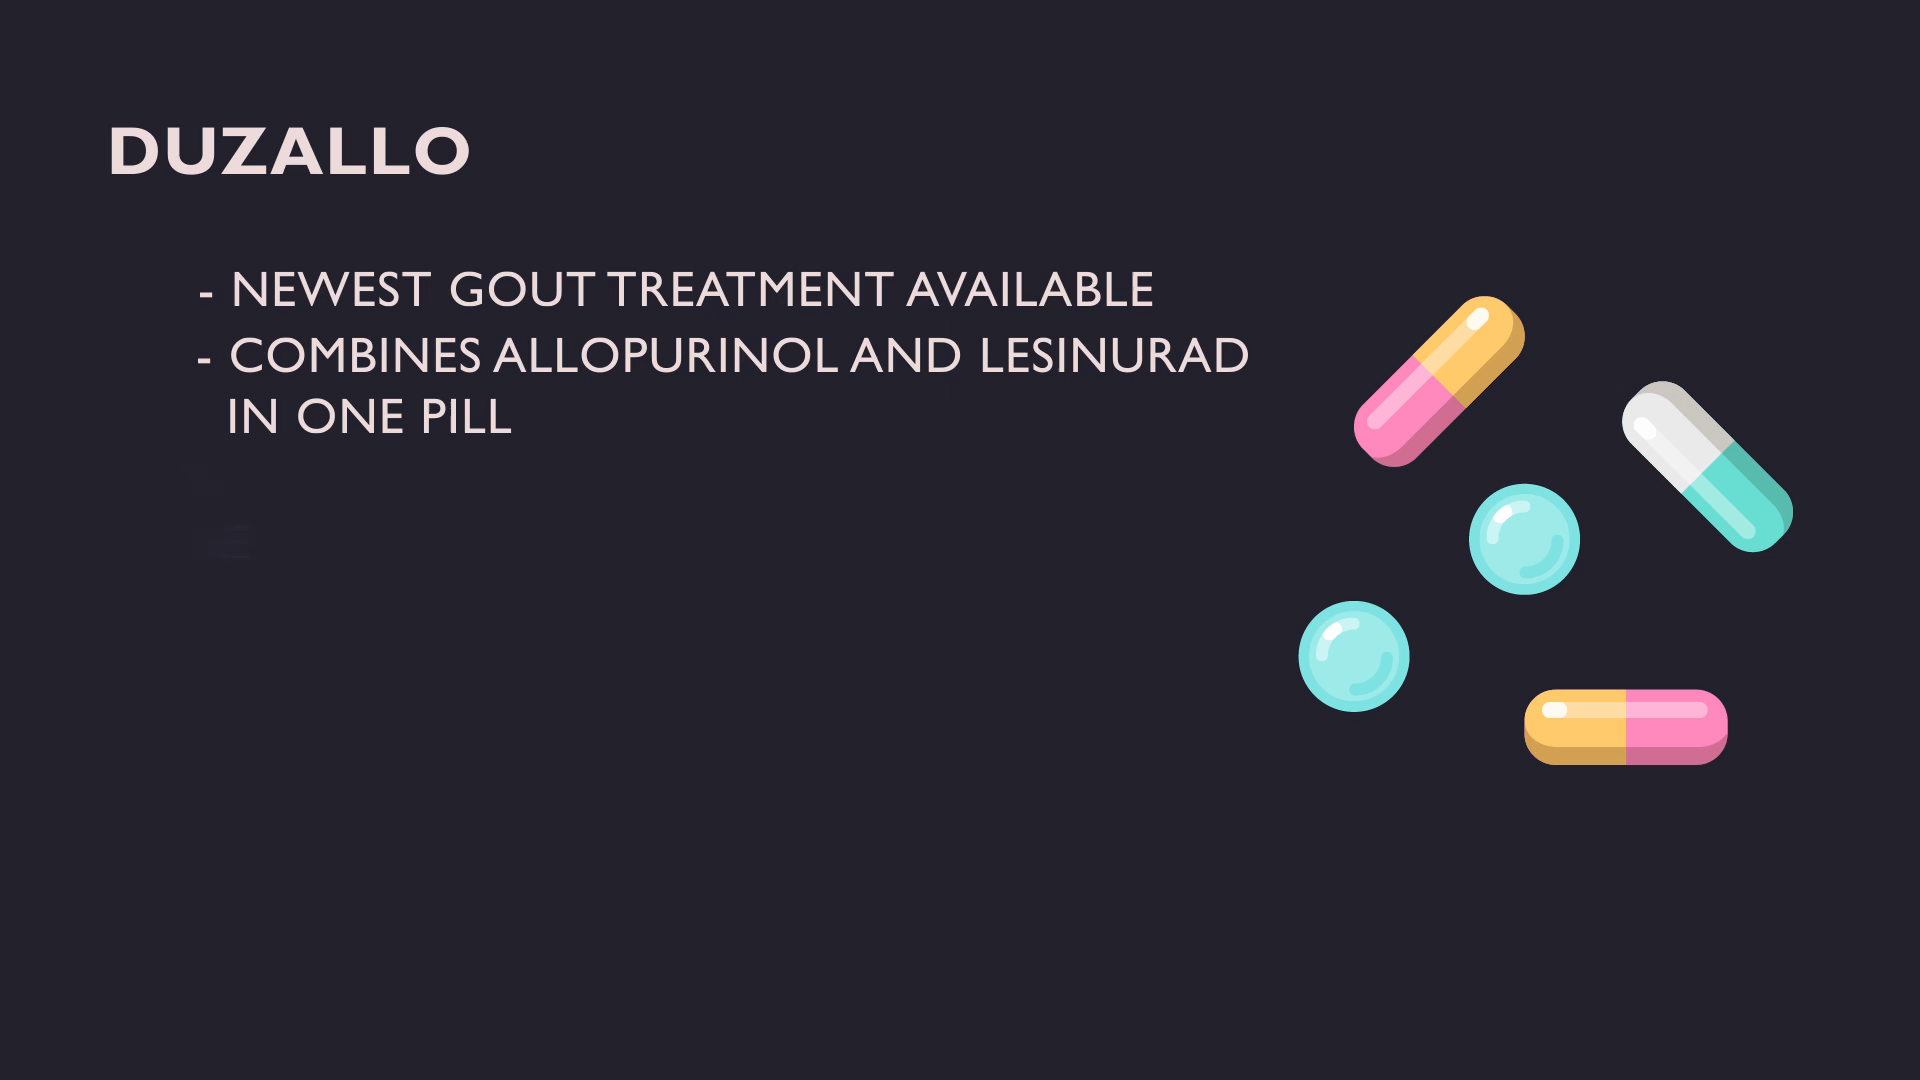 DUZALLO
- NEWEST GOUT TREATMENT AVAILABLE
- COMBINES ALLOPURINOL AND LESINURAD
IN ONE PILL